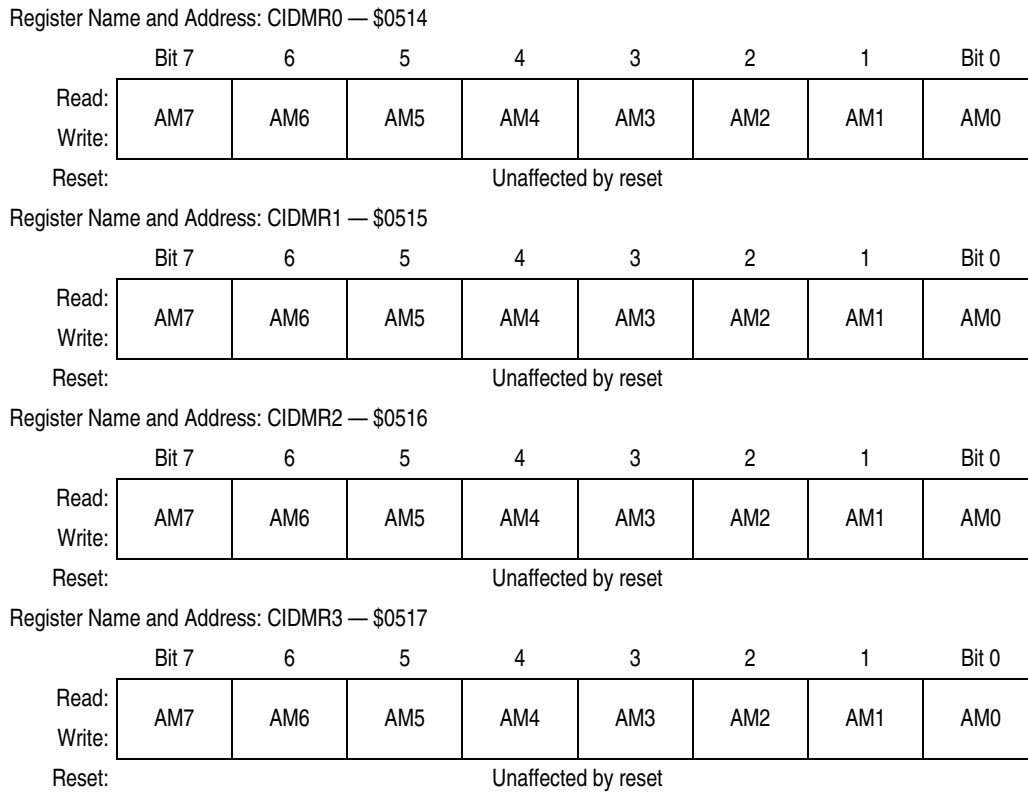 Register Name and Address: CIDMR0 — $0514
Bit 7 6 5 4 3 2 1 Bit 0
Read:
AM7 AM6 AM5 AM4 AM3 AM2 AM1 AM0
Write:
Reset: Unaffected by reset
Register Name and Address: CIDMR1 — $0515
Bit 7 6 5 4 3 2 1 Bit 0
Read:
AM7 AM6 AM5 AM4 AM3 AM2 AM1 AM0
Write:
Reset: Unaffected by reset
Register Name and Address: CIDMR2 — $0516
Bit 7 6 5 4 3 2 1 Bit 0
Read:
AM7 AM6 AM5 AM4 AM3 AM2 AM1 AM0
Write:
Reset: Unaffected by reset
Register Name and Address: CIDMR3 — $0517
Bit 7 6 5 4 3 2 1 Bit 0
Read:
AM7 AM6 AM5 AM4 AM3 AM2 AM1 AM0
Write:
Reset: Unaffected by reset